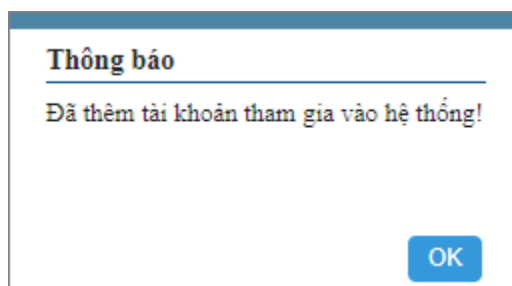 Thông báo
Đã thêm tài khoản tham gia vào hệ thống!
OK